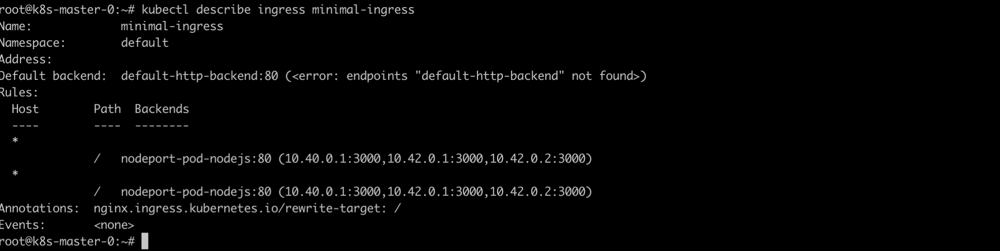 root@k8s-master-0:~# kubectl describe ingress minimal-ingress
Name:             minimal-ingress
Namespace:        default
Address:
Default backend:  default-http-backend:80 (<error: endpoints "default-http-backend" not found>)
Rules:
  Host        Path  Backends
  ----        ----  --------
  *
              /   nodeport-pod-nodejs:80 (10.40.0.1:3000,10.42.0.1:3000,10.42.0.2:3000)
  *
              /   nodeport-pod-nodejs:80 (10.40.0.1:3000,10.42.0.1:3000,10.42.0.2:3000)
Annotations:  nginx.ingress.kubernetes.io/rewrite-target: /
Events:       <none>
root@k8s-master-0:~#